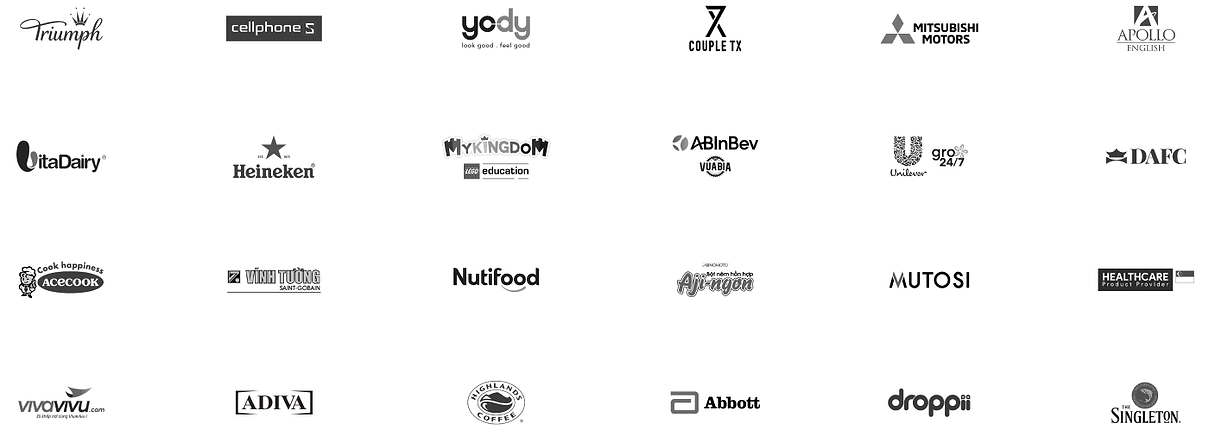 Triumph
cellphone S
yody
look good . feel good
COUPLE TX
MITSUBISHI
MOTORS
APOLLO
ENGLISH
VitaDairy®
Heineken®
MYKINGDOM
LEGO education
ABInBev
VUABIA
Unilever
gro
24/7
DAFC
Cook happiness
ACECOOK
VĨNH TƯỜNG
SAINT-GOBAIN
Nutifood
AJINOMOTO
Bột nêm hỗn hợp
Aji-ngon
MUTOSI
HEALTHCARE
Product Provider
vivavivu.com
ADIVA
HIGHLANDS
COFFEE
®
Abbott
droppii
THE
SINGLETON.